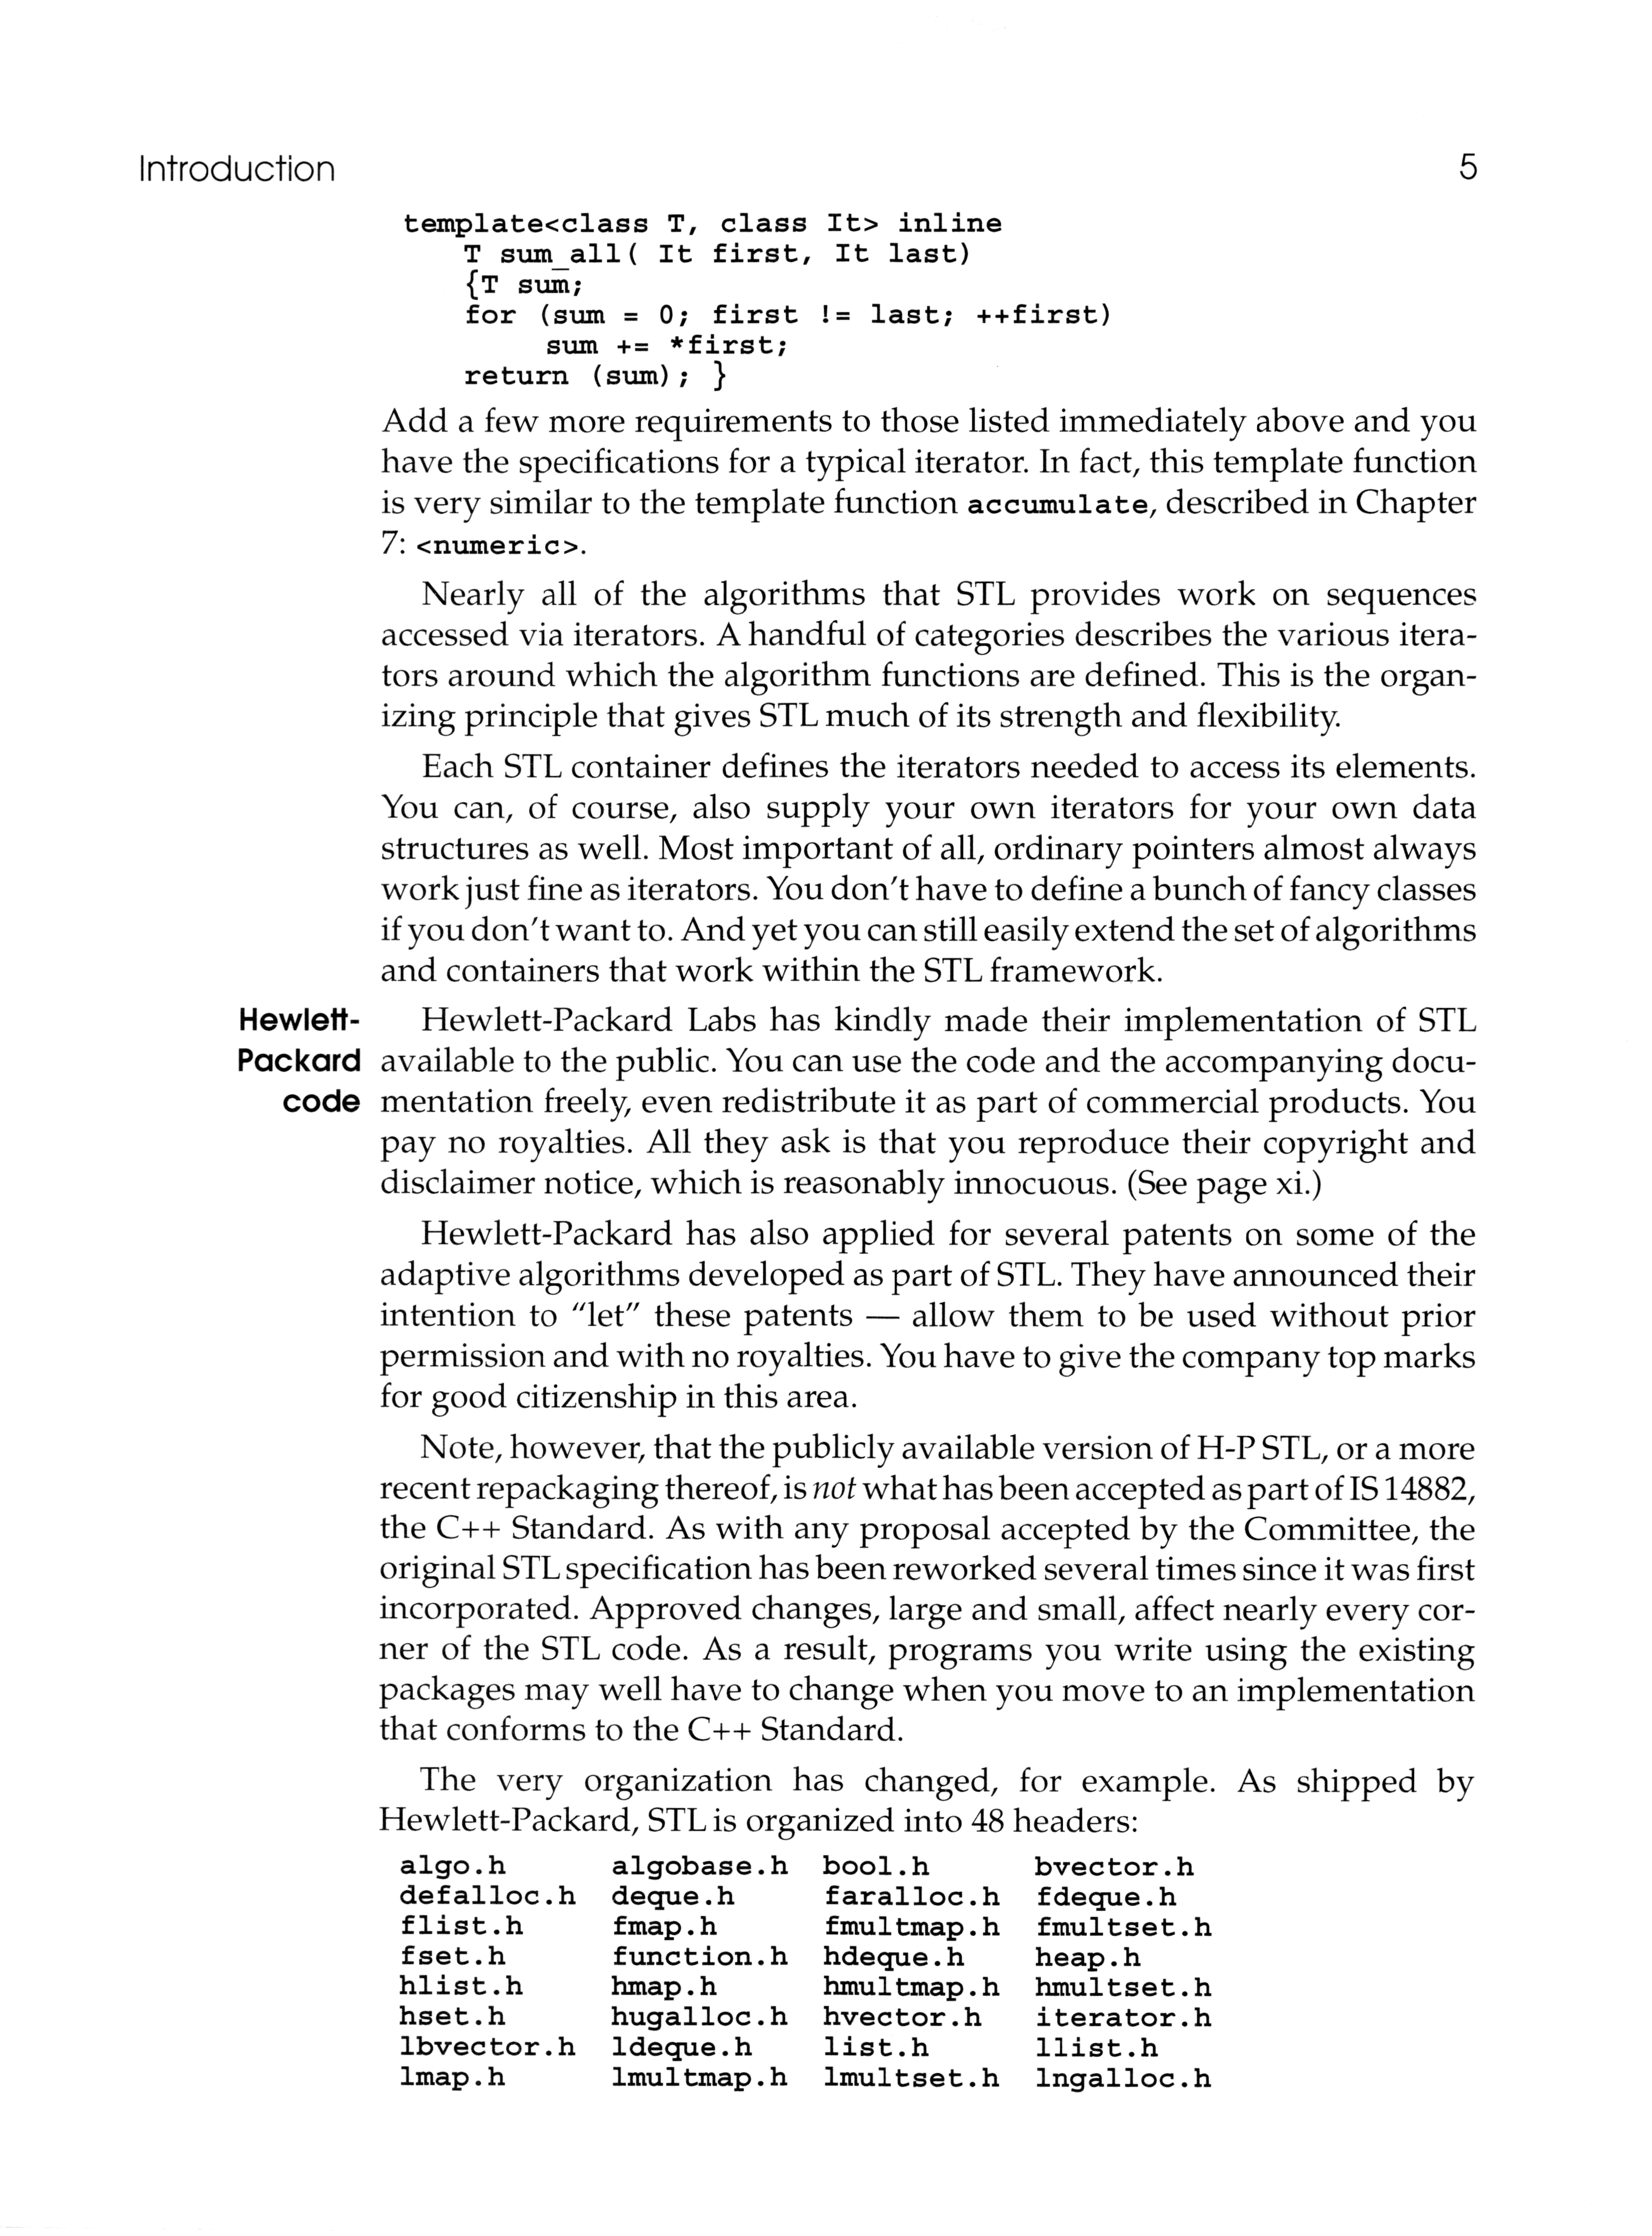 Introduction 5
template<class T, class It> inline
T sum_all( It first, It last)
{T sum;
for (sum = 0; first != last; ++first)
sum += *first;
return (sum); }
Add a few more requirements to those listed immediately above and you
have the specifications for a typical iterator. In fact, this template function
is very similar to the template function accumulate, described in Chapter
7: <numeric>.
Nearly all of the algorithms that STL provides work on sequences
accessed via iterators. A handful of categories describes the various itera-
tors around which the algorithm functions are defined. This is the organ-
izing principle that gives STL much of its strength and flexibility.
Each STL container defines the iterators needed to access its elements.
You can, of course, also supply your own iterators for your own data
structures as well. Most important of all, ordinary pointers almost always
work just fine as iterators. You don't have to define a bunch of fancy classes
if you don't want to. And yet you can still easily extend the set of algorithms
and containers that work within the STL framework.
Hewlett- Hewlett-Packard Labs has kindly made their implementation of STL
Packard available to the public. You can use the code and the accompanying docu-
code mentation freely, even redistribute it as part of commercial products. You
pay no royalties. All they ask is that you reproduce their copyright and
disclaimer notice, which is reasonably innocuous. (See page xi.)
Hewlett-Packard has also applied for several patents on some of the
adaptive algorithms developed as part of STL. They have announced their
intention to "let" these patents — allow them to be used without prior
permission and with no royalties. You have to give the company top marks
for good citizenship in this area.
Note, however, that the publicly available version of H-P STL, or a more
recent repackaging thereof, is not what has been accepted as part of IS 14882,
the C++ Standard. As with any proposal accepted by the Committee, the
original STL specification has been reworked several times since it was first
incorporated. Approved changes, large and small, affect nearly every cor-
ner of the STL code. As a result, programs you write using the existing
packages may well have to change when you move to an implementation
that conforms to the C++ Standard.
The very organization has changed, for example. As shipped by
Hewlett-Packard, STL is organized into 48 headers:
algo.h algobase.h bool.h bvector.h
defalloc.h deque.h faralloc.h fdeque.h
flist.h fmap.h fmultmap.h fmultset.h
fset.h function.h hdeque.h heap.h
hlist.h hmap.h hmultmap.h hmultset.h
hset.h hugalloc.h hvector.h iterator.h
lbvector.h ldeque.h list.h llist.h
lmap.h lmultmap.h lmultset.h lngalloc.h